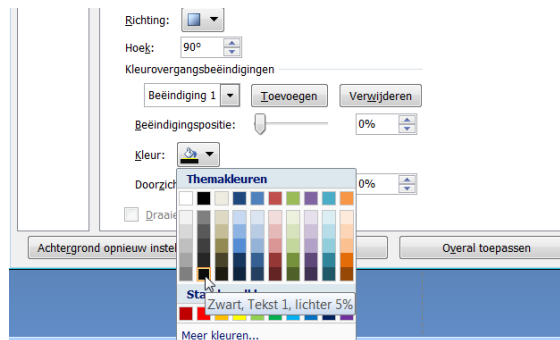 Richting:
Hoek: 90°
Kleurovergangsbeëindigingen
Beëindiging 1 Toevoegen Verwijderen
Beëindigingspositie: 0%
Kleur:
Themakleuren
Doorzich 0%
Draaie
Achtergrond opnieuw instel Overal toepassen
Sta
Zwart, Tekst 1, lichter 5%
Meer kleuren...